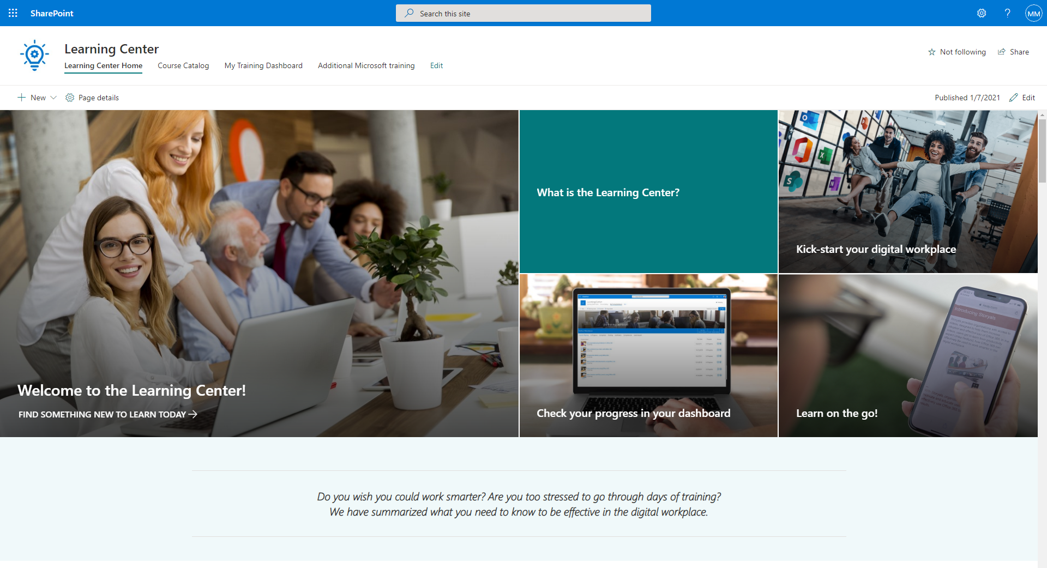 SharePoint
Search this site
?
MM
Learning Center
Learning Center Home
Course Catalog
My Training Dashboard
Additional Microsoft training
Edit
Not following
Share
New
Page details
Published 1/7/2021
Edit
What is the Learning Center?
Kick-start your digital workplace
Welcome to the Learning Center!
FIND SOMETHING NEW TO LEARN TODAY →
Check your progress in your dashboard
Learn on the go!
Do you wish you could work smarter? Are you too stressed to go through days of training?
We have summarized what you need to know to be effective in the digital workplace.